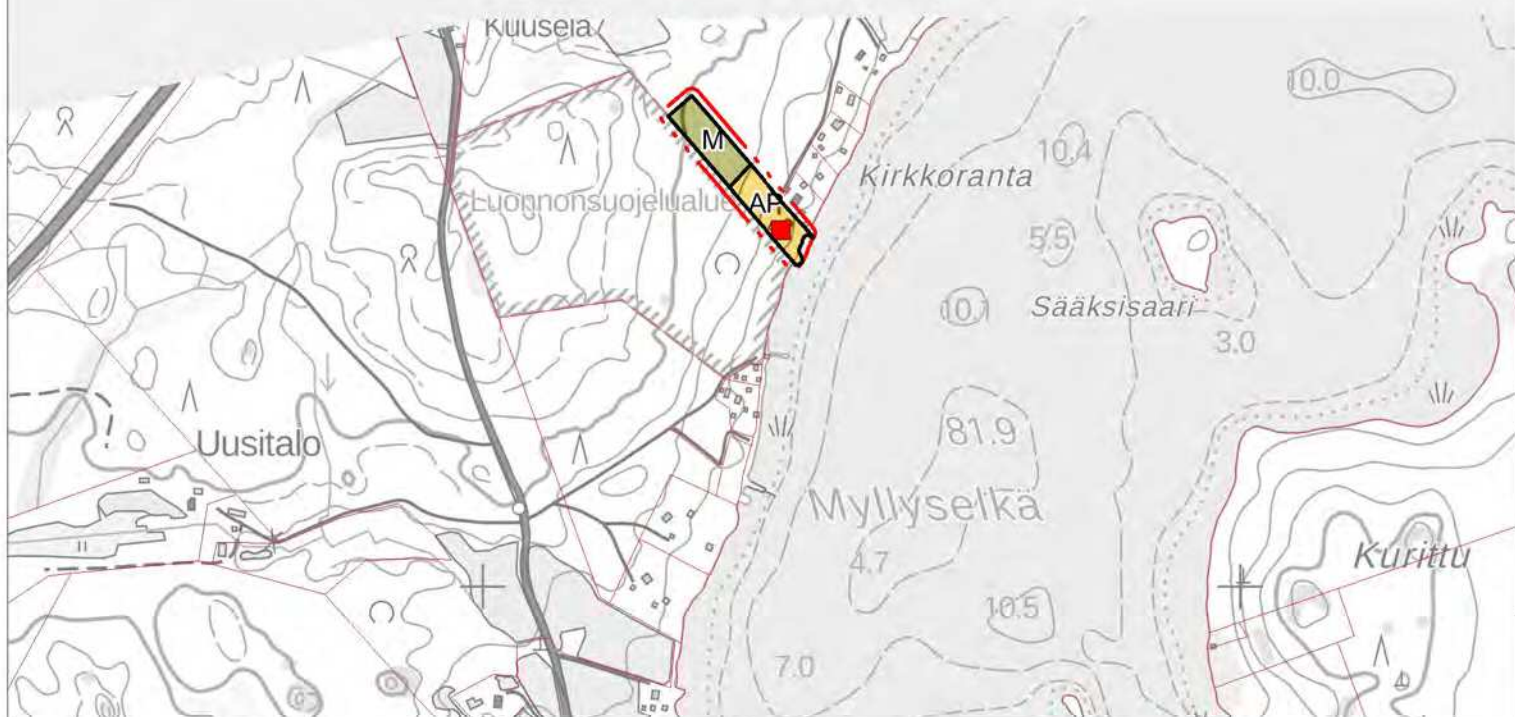 Kuusela
10.0
M
10.4
Kirkkoranta
Luonnonsuojelualue
AP
5.5
10.1
Sääksisaari
3.0
Uusitalo
81.9
Myllyselkä
Kurittu
4.7
10.5
7.0